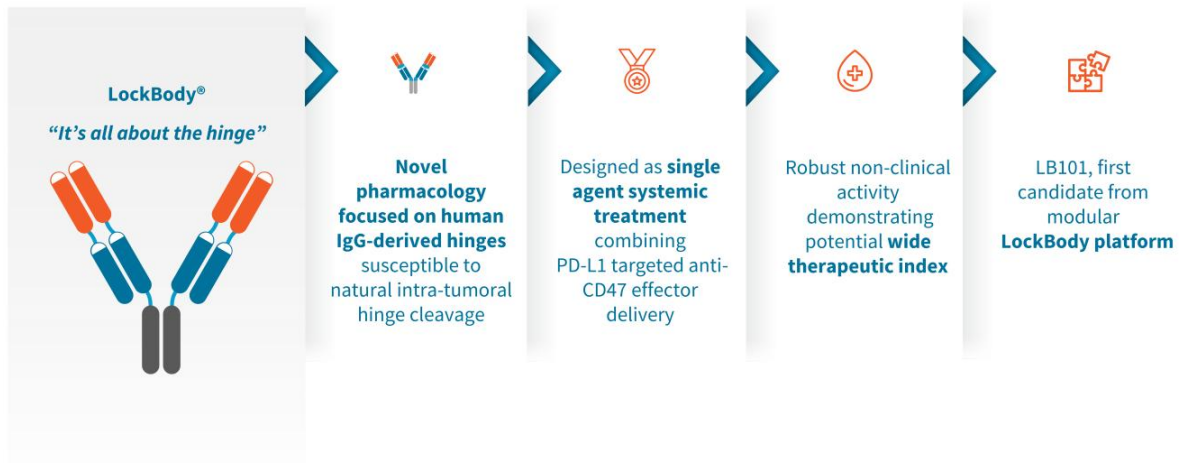 LockBody®
“It’s all about the hinge”
Novel
pharmacology
focused on human
IgG-derived hinges
susceptible to
natural intra-tumoral
hinge cleavage
Designed as single
agent systemic
treatment
combining
PD-L1 targeted anti-
CD47 effector
delivery
Robust non-clinical
activity
demonstrating
potential wide
therapeutic index
LB101, first
candidate from
modular
LockBody platform